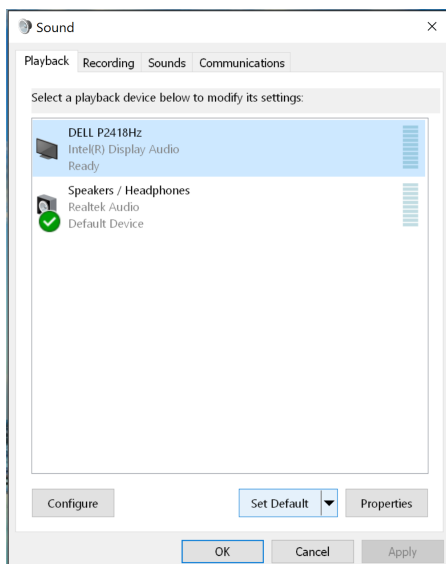 Sound
Playback Recording Sounds Communications
Select a playback device below to modify its settings:
DELL P2418Hz
Intel(R) Display Audio
Ready
Speakers / Headphones
Realtek Audio
Default Device
Configure Set Default Properties
OK Cancel Apply